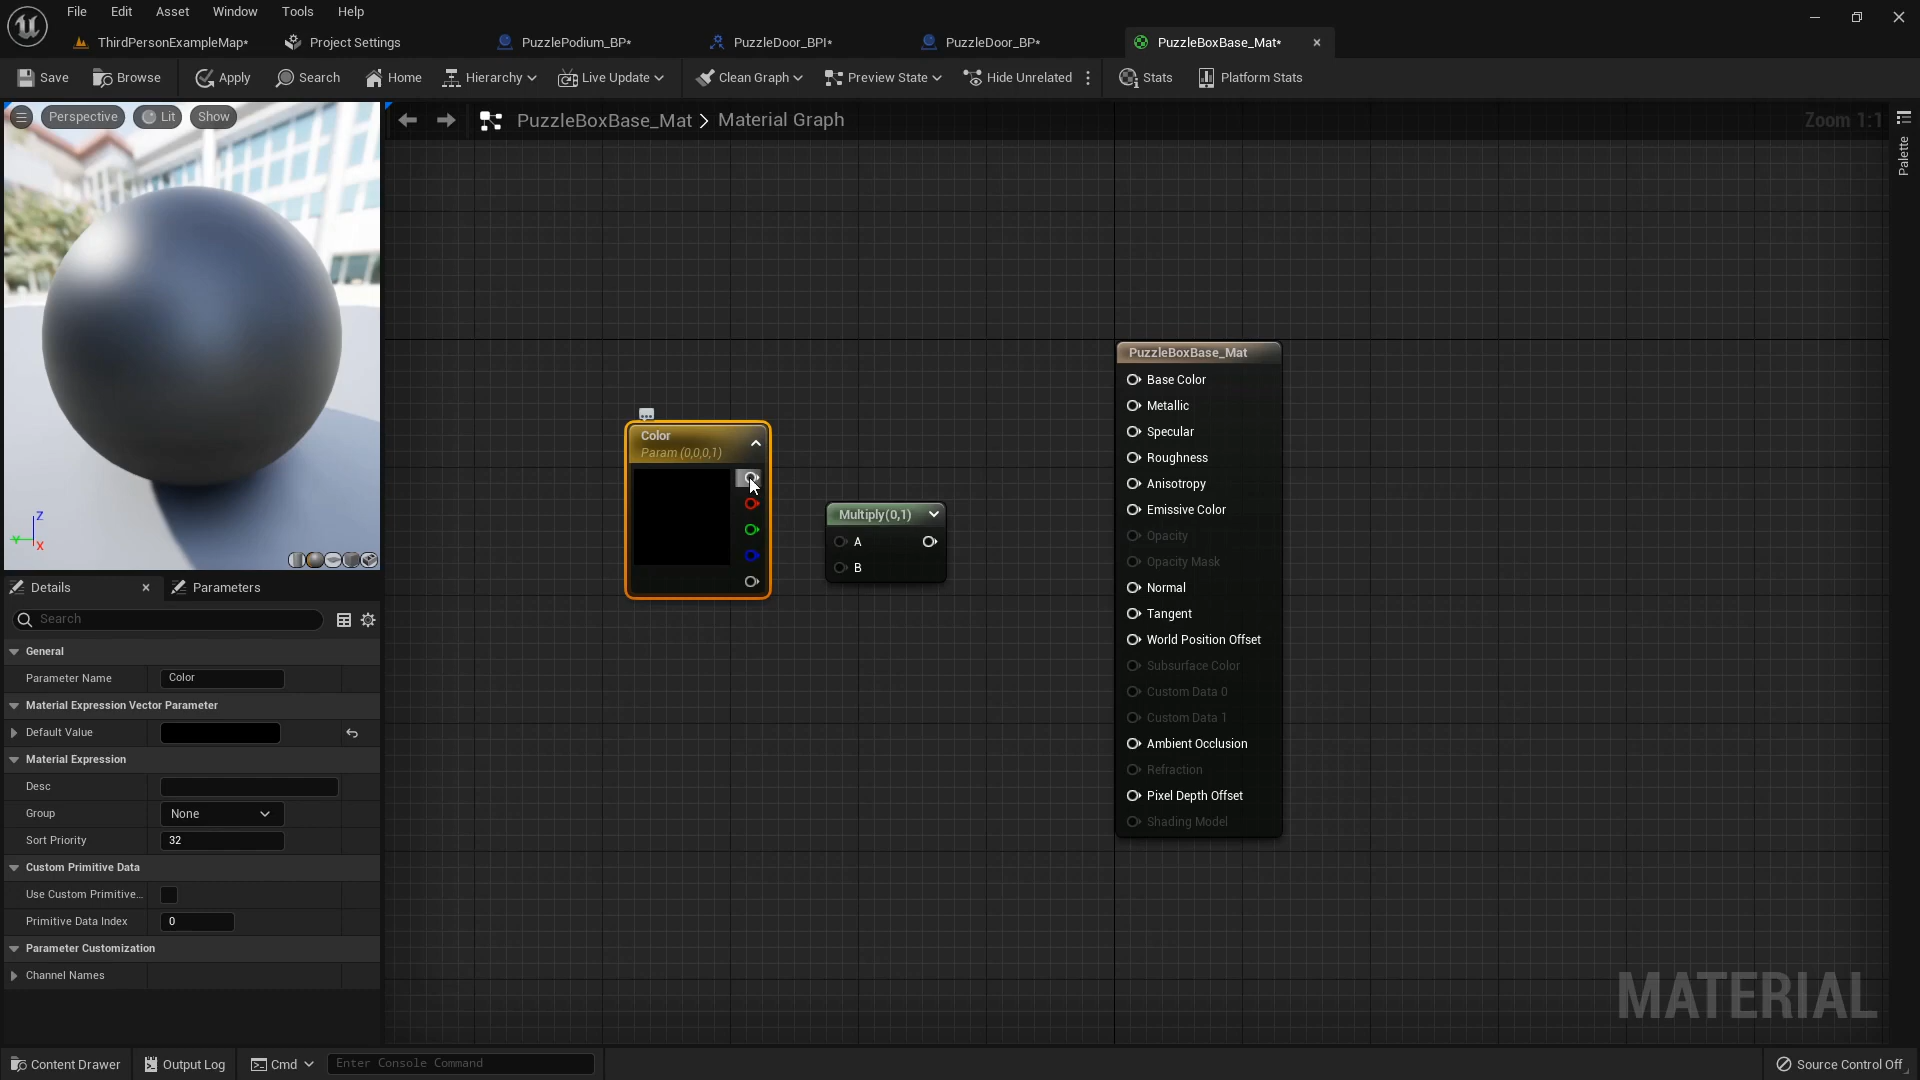 File Edit Asset Window Tools Help
ThirdPersonExampleMap* Project Settings PuzzlePodium_BP* PuzzleDoor_BPI* PuzzleDoor_BP* PuzzleBoxBase_Mat*
Save Browse Apply Search Home Hierarchy Live Update Clean Graph Preview State Hide Unrelated Stats Platform Stats
Perspective Lit Show
PuzzleBoxBase_Mat > Material Graph
Zoom 1:1
Palette
Z
Y
X
Color
Param (0,0,0,1)
Multiply(0,1)
A
B
PuzzleBoxBase_Mat
Base Color
Metallic
Specular
Roughness
Anisotropy
Emissive Color
Opacity
Opacity Mask
Normal
Tangent
World Position Offset
Subsurface Color
Custom Data 0
Custom Data 1
Ambient Occlusion
Refraction
Pixel Depth Offset
Shading Model
Details Parameters
Search
General
Parameter Name Color
Material Expression Vector Parameter
Default Value
Material Expression
Desc
Group None
Sort Priority 32
Custom Primitive Data
Use Custom Primitive...
Primitive Data Index 0
Parameter Customization
Channel Names
MATERIAL
Content Drawer Output Log Cmd Enter Console Command Source Control Off